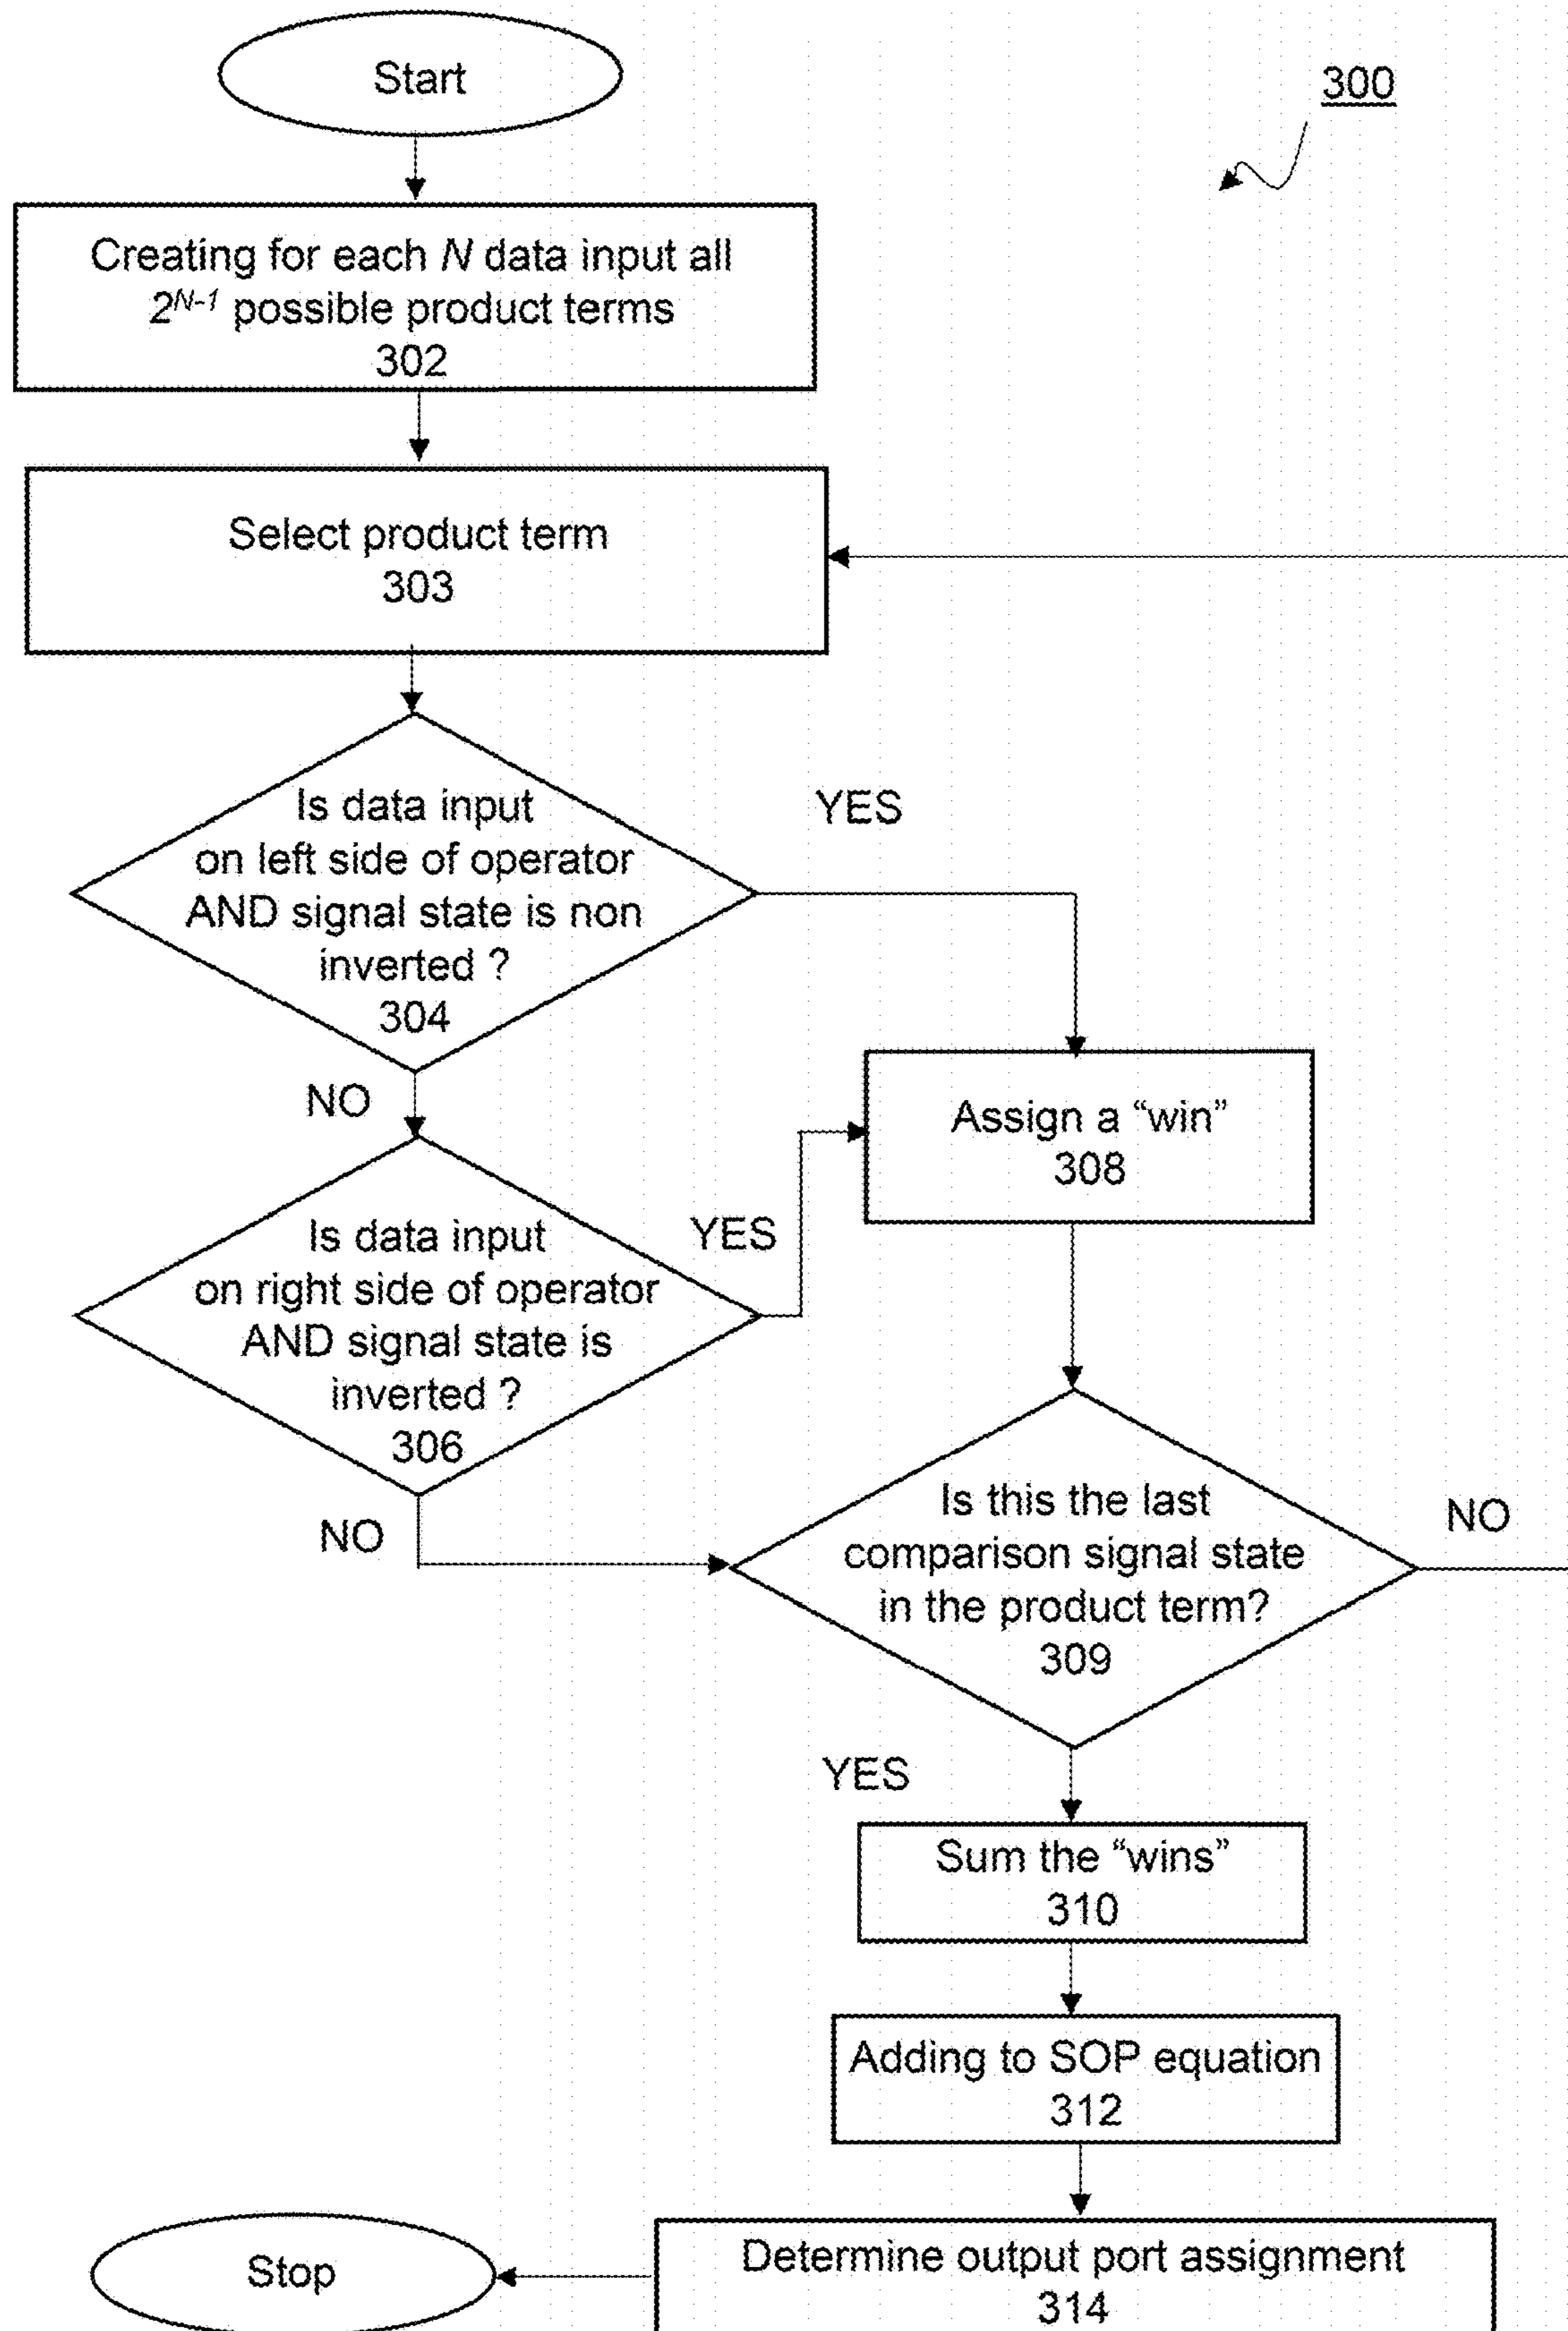 Start
300
Creating for each N data input all
2^N-1 possible product terms
302
Select product term
303
Is data input
on left side of operator
AND signal state is non
inverted ?
304
YES
NO
Assign a “win”
308
Is data input
on right side of operator
AND signal state is
inverted ?
306
YES
NO
Is this the last
comparison signal state
in the product term?
309
NO
YES
Sum the “wins”
310
Adding to SOP equation
312
Determine output port assignment
314
Stop